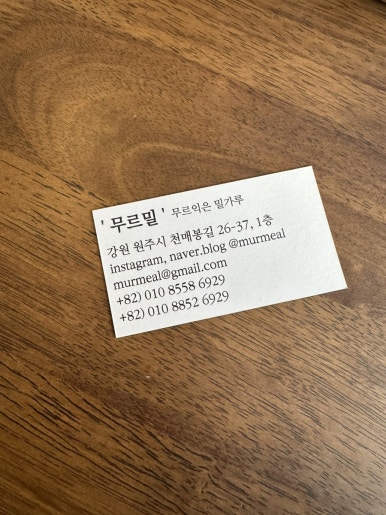 ' 무르밀 ' 무르익은 밀가루
강원 원주시 천매봉길 26-37, 1층
instagram, naver.blog @murmeal
murmeal@gmail.com
+82) 010 8558 6929
+82) 010 8852 6929